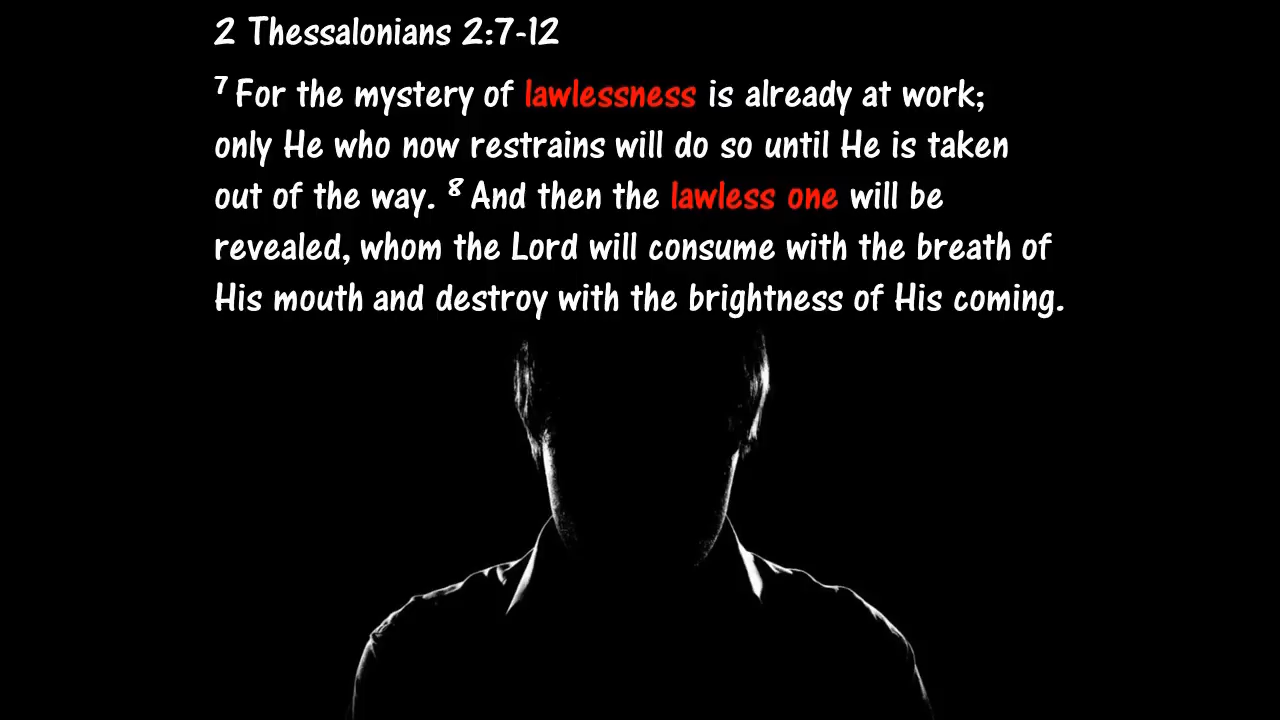 2 Thessalonians 2:7-12
⁷ For the mystery of lawlessness is already at work;
only He who now restrains will do so until He is taken
out of the way. ⁸ And then the lawless one will be
revealed, whom the Lord will consume with the breath of
His mouth and destroy with the brightness of His coming.